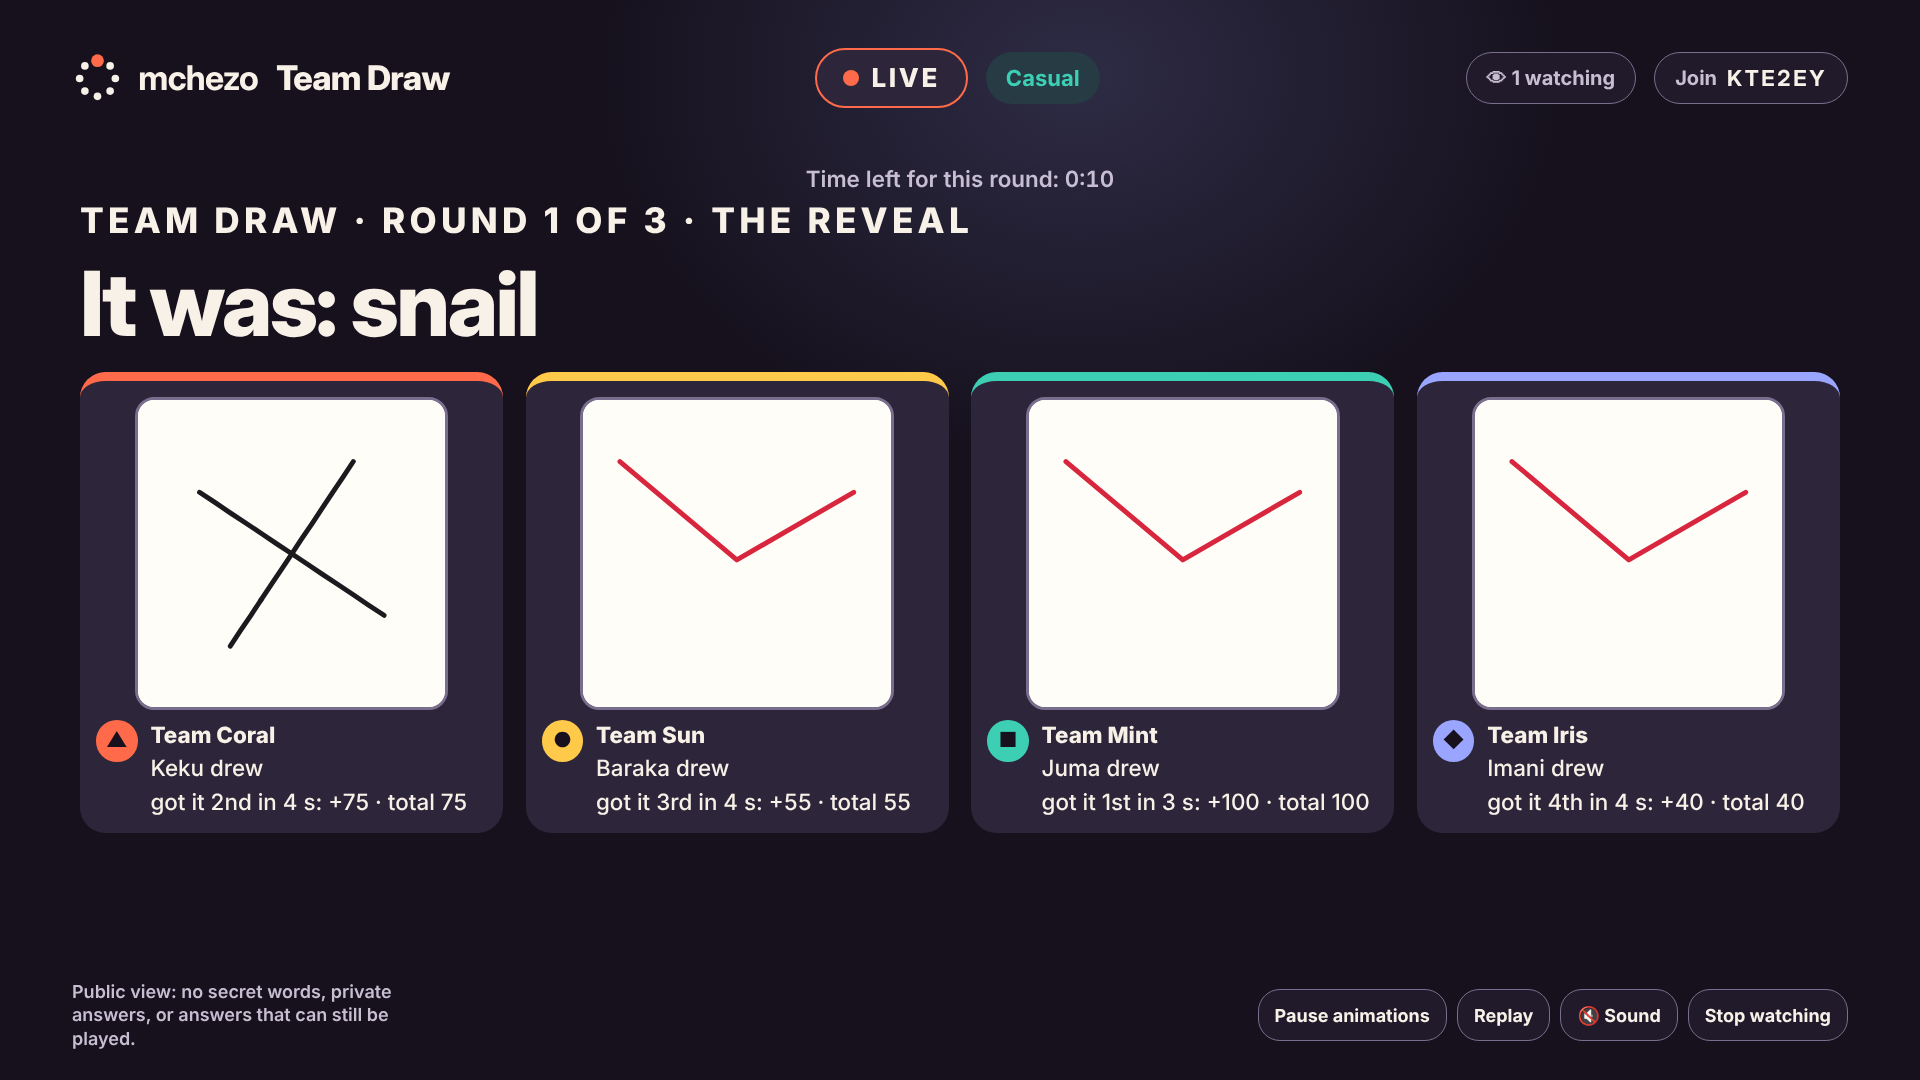 mchezo Team Draw
LIVE
Casual
1 watching
Join KTE2EY
Time left for this round: 0:10
TEAM DRAW · ROUND 1 OF 3 · THE REVEAL
It was: snail
Team Coral
Keku drew
got it 2nd in 4 s: +75 · total 75
Team Sun
Baraka drew
got it 3rd in 4 s: +55 · total 55
Team Mint
Juma drew
got it 1st in 3 s: +100 · total 100
Team Iris
Imani drew
got it 4th in 4 s: +40 · total 40
Public view: no secret words, private
answers, or answers that can still be
played.
Pause animations
Replay
Sound
Stop watching